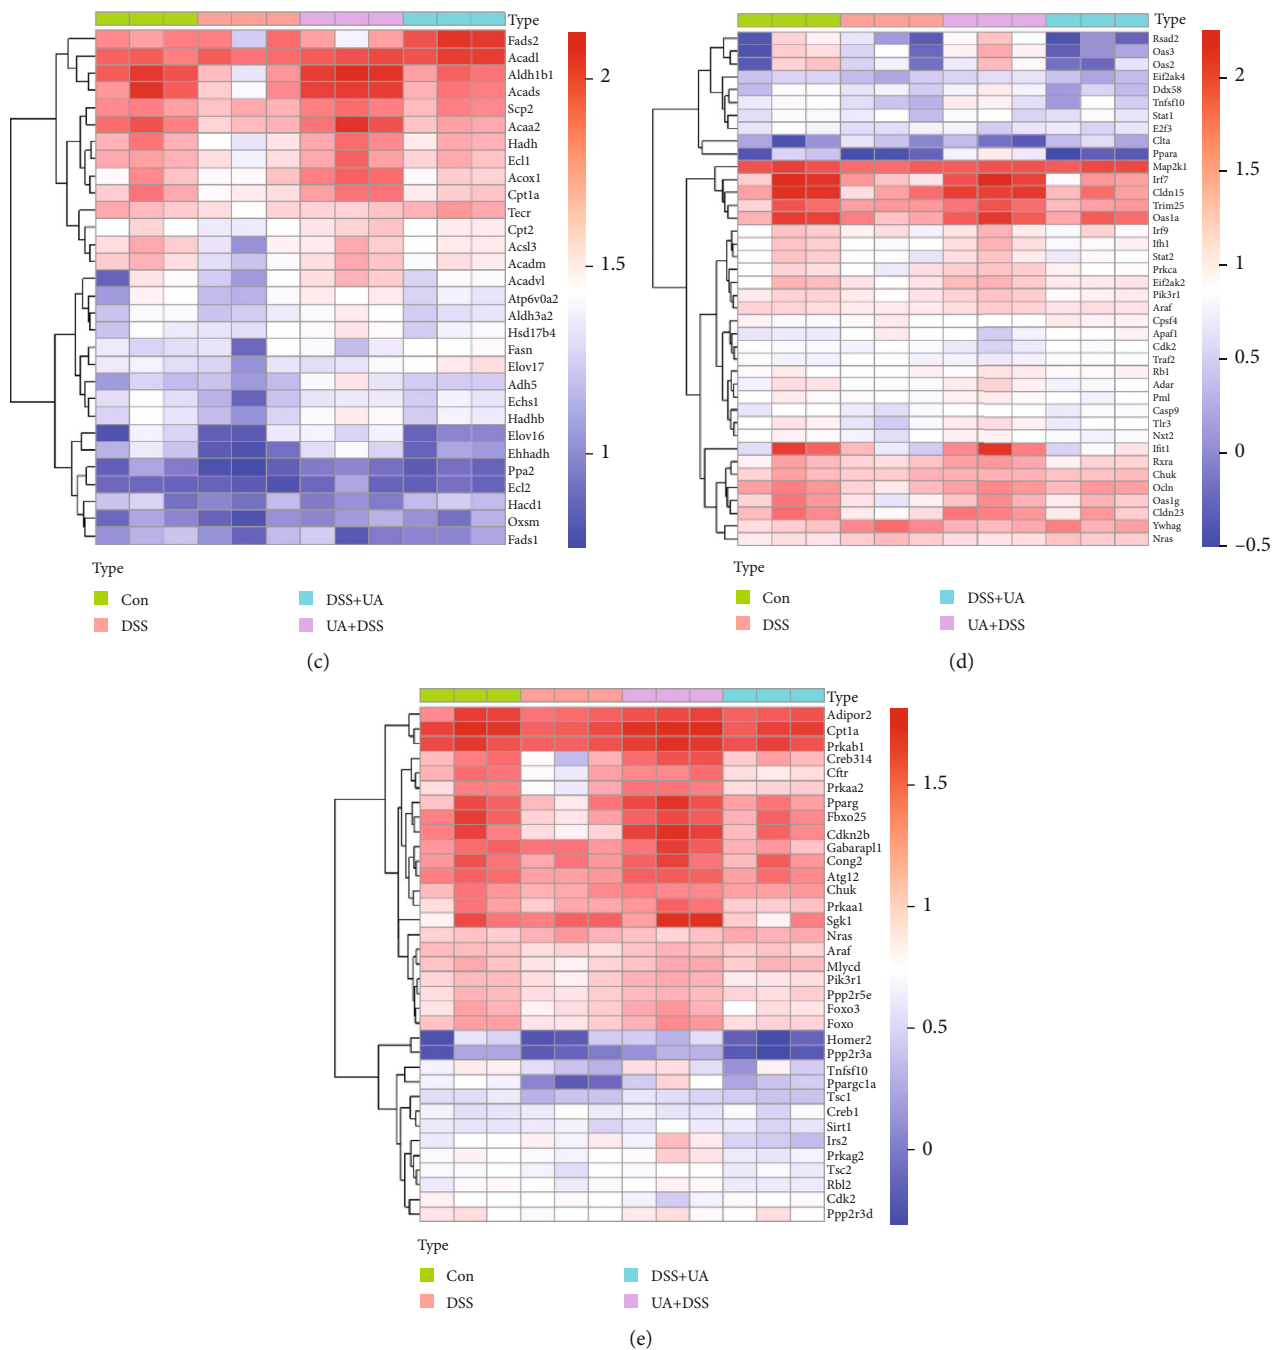 Type
Fads2
Acadl
Aldh1b1
Acads
Scp2
Acaa2
Hadh
Ecl1
Acox1
Cpt1a
Tecr
Cpt2
Acsl3
Acadm
Acadvl
Atp6v0a2
Aldh3a2
Hsd17b4
Fasn
Elov17
Adh5
Echs1
Hadhb
Elov16
Ehhadh
Ppa2
Ecl2
Hacd1
Oxsm
Fads1
2
1.5
1
Type
Con
DSS
DSS+UA
UA+DSS
(c)
Type
Rsad2
Oas3
Oas2
Eif2ak4
Ddx58
Tnfsf10
Stat1
E2f3
Clta
Ppara
Map2k1
Irf7
Cldn15
Trim25
Oas1a
Irf9
Ifh1
Stat2
Prkca
Eif2ak2
Pik3r1
Araf
Cpsf4
Apaf1
Cdk2
Traf2
Rb1
Adar
Pml
Casp9
Tlr3
Nxt2
Ifit1
Rxra
Chuk
Ocln
Oas1g
Cldn23
Ywhag
Nras
2
1.5
1
0.5
0
–0.5
Type
Con
DSS
DSS+UA
UA+DSS
(d)
Type
Adipor2
Cpt1a
Prkab1
Creb314
Cftr
Prkaa2
Pparg
Fbxo25
Cdkn2b
Gabarapl1
Cong2
Atg12
Chuk
Prkaa1
Sgk1
Nras
Araf
Mlycd
Pik3r1
Ppp2r5e
Foxo3
Foxo
Homer2
Ppp2r3a
Tnfsf10
Ppargc1a
Tsc1
Creb1
Sirt1
Irs2
Prkag2
Tsc2
Rbl2
Cdk2
Ppp2r3d
1.5
1
0.5
0
Type
Con
DSS
DSS+UA
UA+DSS
(e)